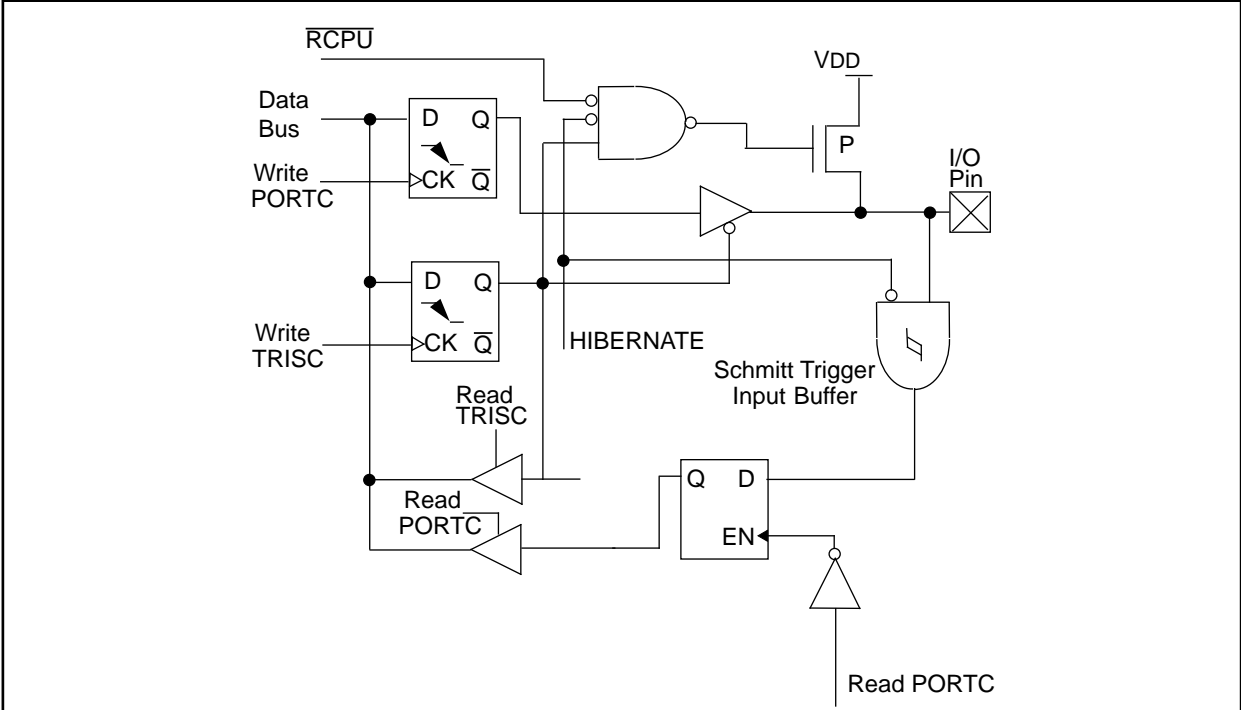 R̅C̅P̅U̅
VDD
Data
Bus
D Q
CK Q̅
P
Write
PORTC
I/O
Pin
D Q
CK Q̅
Write
TRISC
HIBERNATE
Schmitt Trigger
Input Buffer
Read
TRISC
Q D
EN
Read
PORTC
Read PORTC